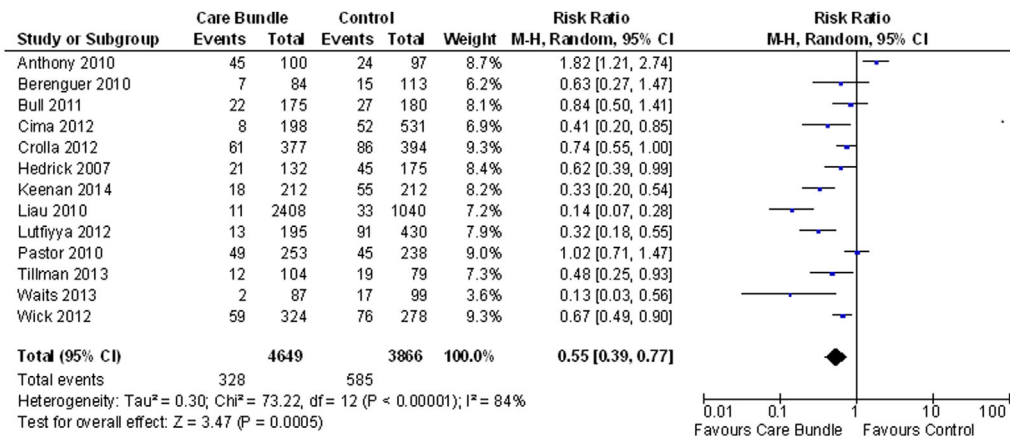 Care Bundle Control Risk Ratio Risk Ratio
Study or Subgroup Events Total Events Total Weight M-H, Random, 95% CI M-H, Random, 95% CI
Anthony 2010 45 100 24 97 8.7% 1.82 [1.21, 2.74]
Berenguer 2010 7 84 15 113 6.2% 0.63 [0.27, 1.47]
Bull 2011 22 175 27 180 8.1% 0.84 [0.50, 1.41]
Cima 2012 8 198 52 531 6.9% 0.41 [0.20, 0.85]
Crolla 2012 61 377 86 394 9.3% 0.74 [0.55, 1.00]
Hedrick 2007 21 132 45 175 8.4% 0.62 [0.39, 0.99]
Keenan 2014 18 212 55 212 8.2% 0.33 [0.20, 0.54]
Liau 2010 11 2408 33 1040 7.2% 0.14 [0.07, 0.28]
Lutfiyya 2012 13 195 91 430 7.9% 0.32 [0.18, 0.55]
Pastor 2010 49 253 45 238 8.9% 1.02 [0.71, 1.47]
Tillman 2013 12 104 19 79 7.3% 0.48 [0.25, 0.93]
Waits 2013 2 87 17 99 3.6% 0.13 [0.03, 0.56]
Wick 2012 59 324 76 278 9.3% 0.67 [0.49, 0.90]
Total (95% CI) 4649 3866 100.0% 0.55 [0.39, 0.77]
Total events 328 585
Heterogeneity: Tau² = 0.30; Chi² = 73.22, df = 12 (P < 0.00001); I² = 84%
Test for overall effect: Z = 3.47 (P = 0.0005)
0.01 0.1 1 10 100
Favours Care Bundle Favours Control